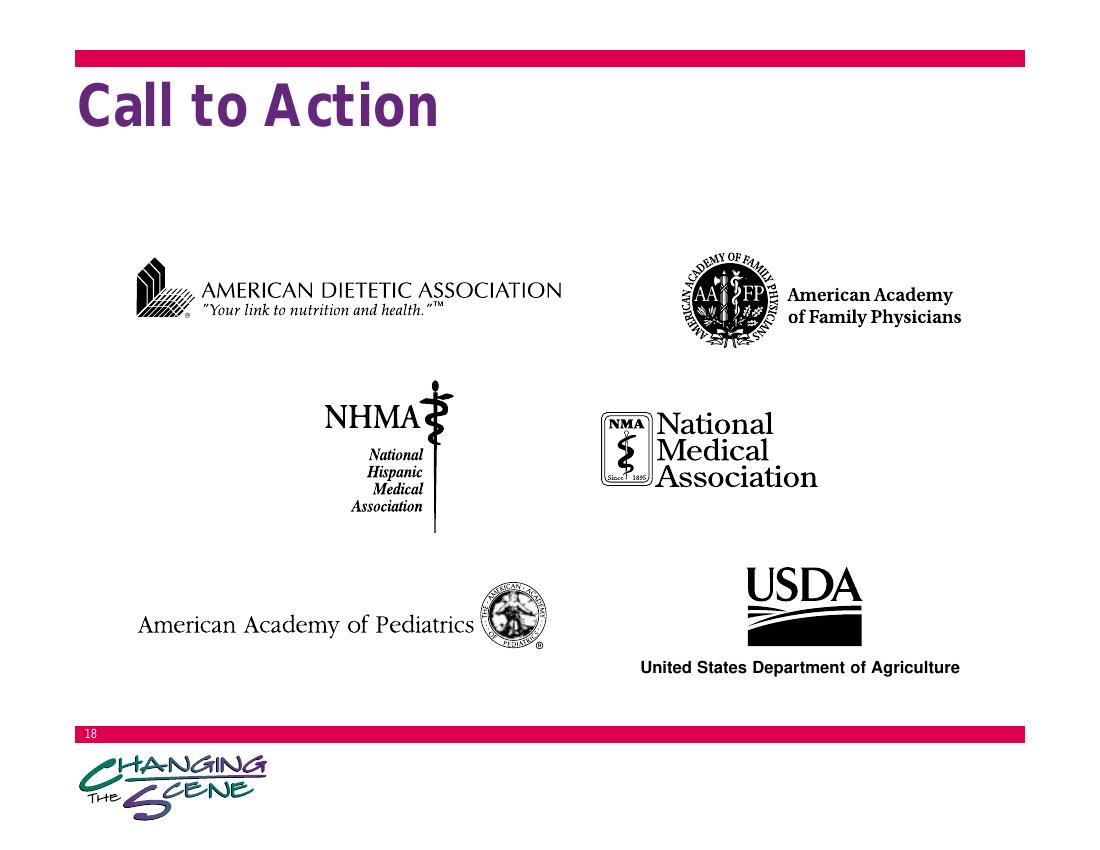 Call to Action
AMERICAN DIETETIC ASSOCIATION
"Your link to nutrition and health."™
®
AMERICAN ACADEMY OF FAMILY PHYSICIANS
AA FP
American Academy
of Family Physicians
NHMA
National
Hispanic
Medical
Association
NMA
Since 1895
National
Medical
Association
American Academy of Pediatrics
THE · AMERICAN · ACADEMY · OF · PEDIATRICS
®
USDA
United States Department of Agriculture
18
CHANGING
THE SCENE